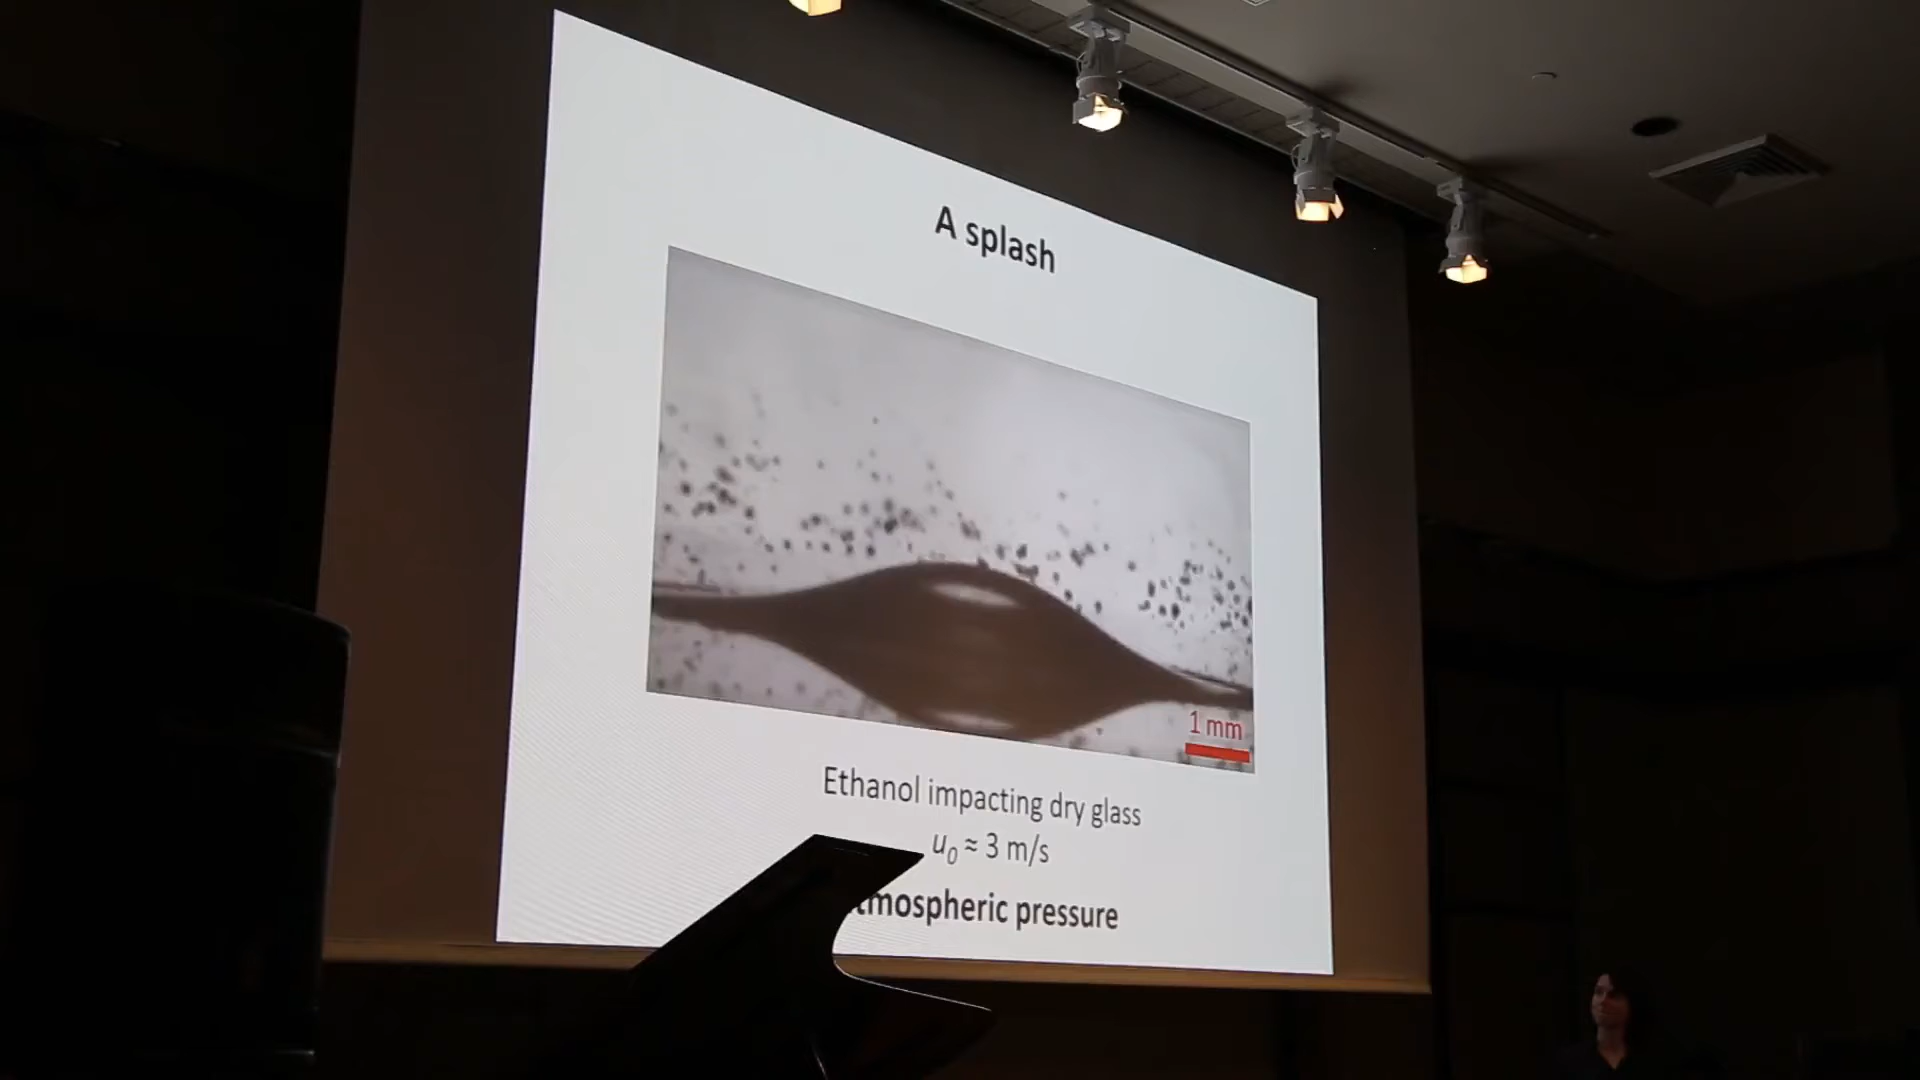 A splash
1 mm
Ethanol impacting dry glass
u₀ ≈ 3 m/s
tmospheric pressure